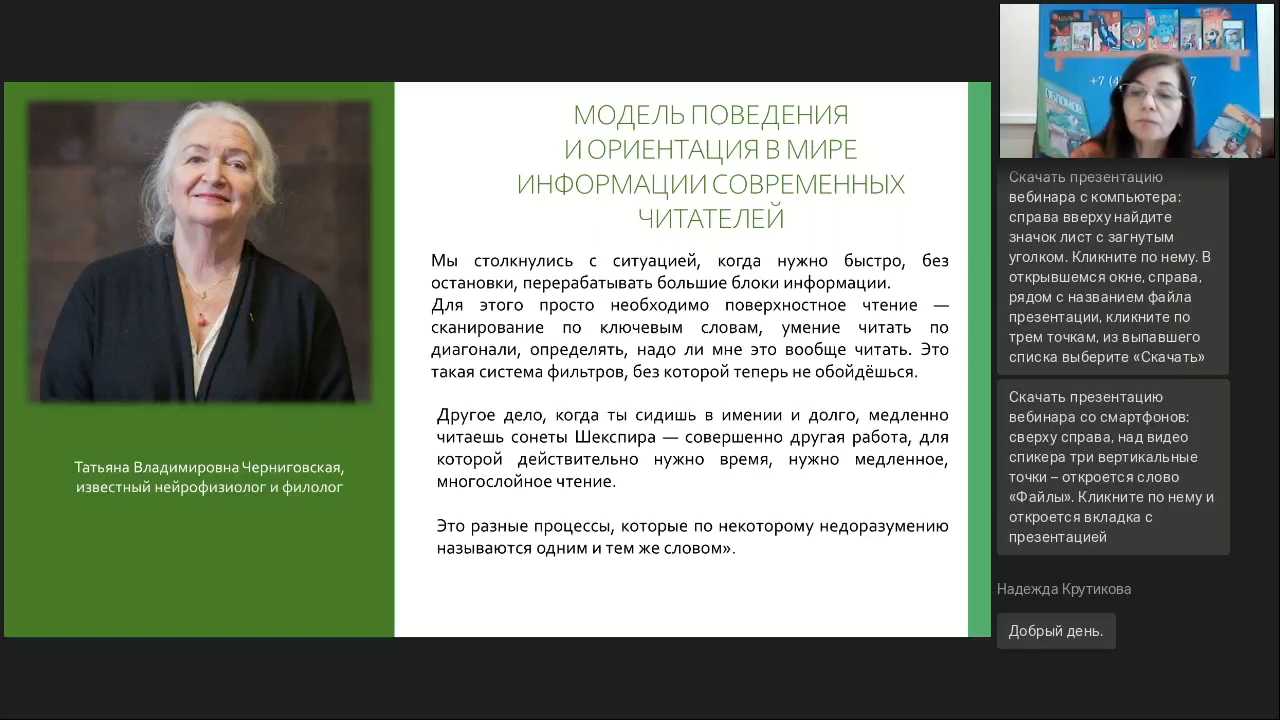 МОДЕЛЬ ПОВЕДЕНИЯ
И ОРИЕНТАЦИЯ В МИРЕ
ИНФОРМАЦИИ СОВРЕМЕННЫХ
ЧИТАТЕЛЕЙ
Мы столкнулись с ситуацией, когда нужно быстро, без
остановки, перерабатывать большие блоки информации.
Для этого просто необходимо поверхностное чтение —
сканирование по ключевым словам, умение читать по
диагонали, определять, надо ли мне это вообще читать. Это
такая система фильтров, без которой теперь не обойдёшься.
Другое дело, когда ты сидишь в имении и долго, медленно
читаешь сонеты Шекспира — совершенно другая работа, для
которой действительно нужно время, нужно медленное,
многослойное чтение.
Это разные процессы, которые по некоторому недоразумению
называются одним и тем же словом».
Татьяна Владимировна Черниговская,
известный нейрофизиолог и филолог
+7 (4
7
ОБЛОМОВ
Скачать презентацию
вебинара с компьютера:
справа вверху найдите
значок лист с загнутым
уголком. Кликните по нему. В
открывшемся окне, справа,
рядом с названием файла
презентации, кликните по
трем точкам, из выпавшего
списка выберите «Скачать»
Скачать презентацию
вебинара со смартфонов:
сверху справа, над видео
спикера три вертикальные
точки – откроется слово
«Файлы». Кликните по нему и
откроется вкладка с
презентацией
Надежда Крутикова
Добрый день.